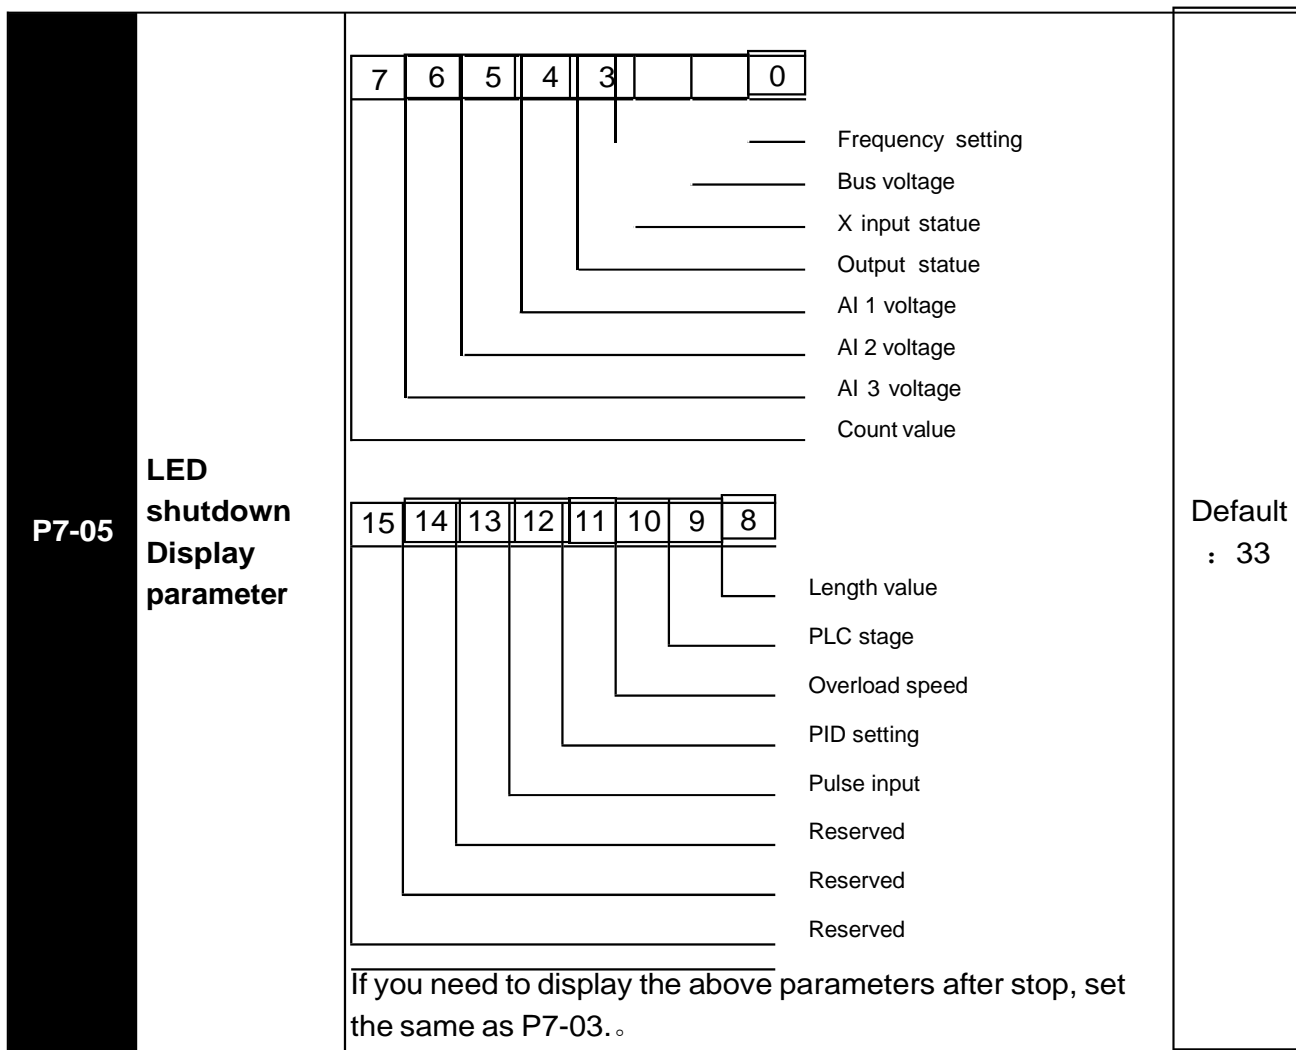 7 6 5 4 3 0
Frequency setting
Bus voltage
X input statue
Output statue
AI 1 voltage
AI 2 voltage
AI 3 voltage
Count value
P7-05
LED
shutdown
Display
parameter
15 14 13 12 11 10 9 8
Length value
PLC stage
Overload speed
PID setting
Pulse input
Reserved
Reserved
Reserved
If you need to display the above parameters after stop, set
the same as P7-03.。
Default
：33